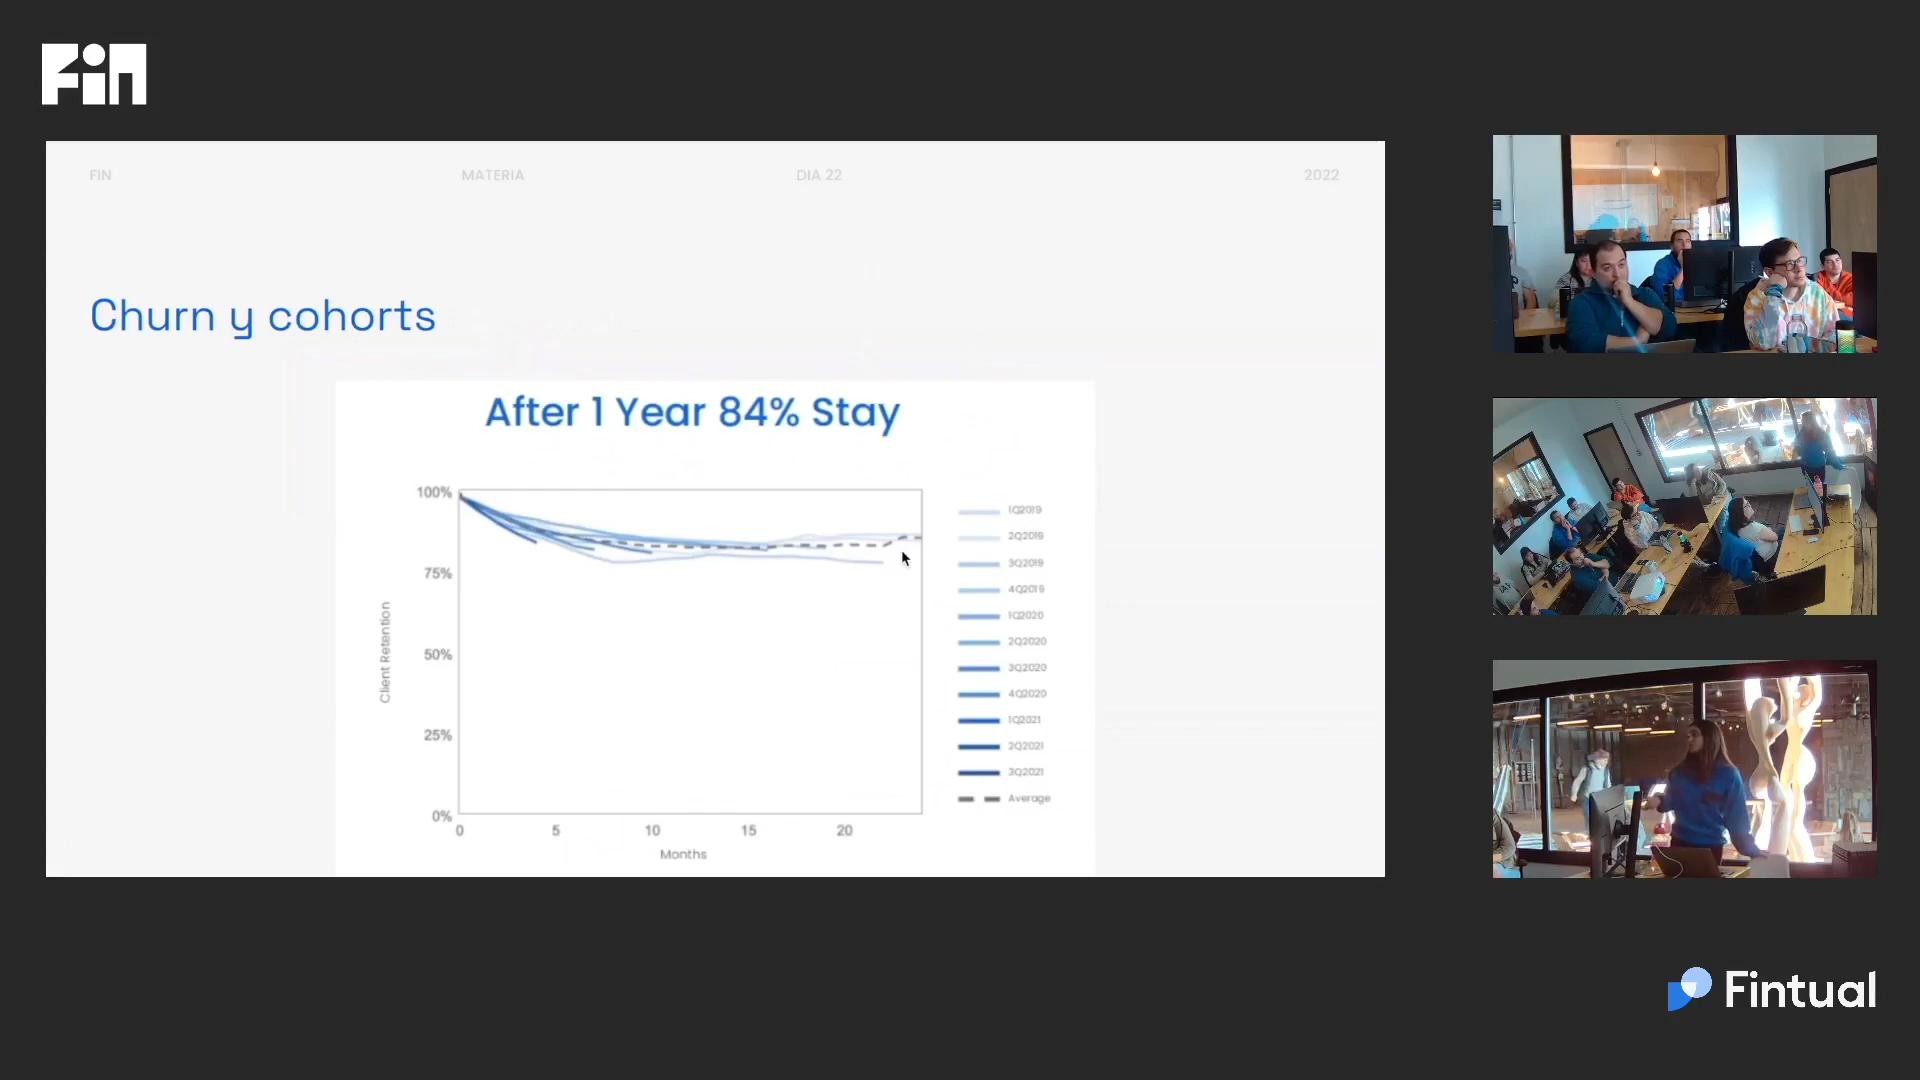 Fin
FIN MATERIA DIA 22 2022
Churn y cohorts
After 1 Year 84% Stay
100%
75%
50%
25%
0%
Client Retention
0 5 10 15 20
Months
1Q2019
2Q2019
3Q2019
4Q2019
1Q2020
2Q2020
3Q2020
4Q2020
1Q2021
2Q2021
3Q2021
Average
Fintual